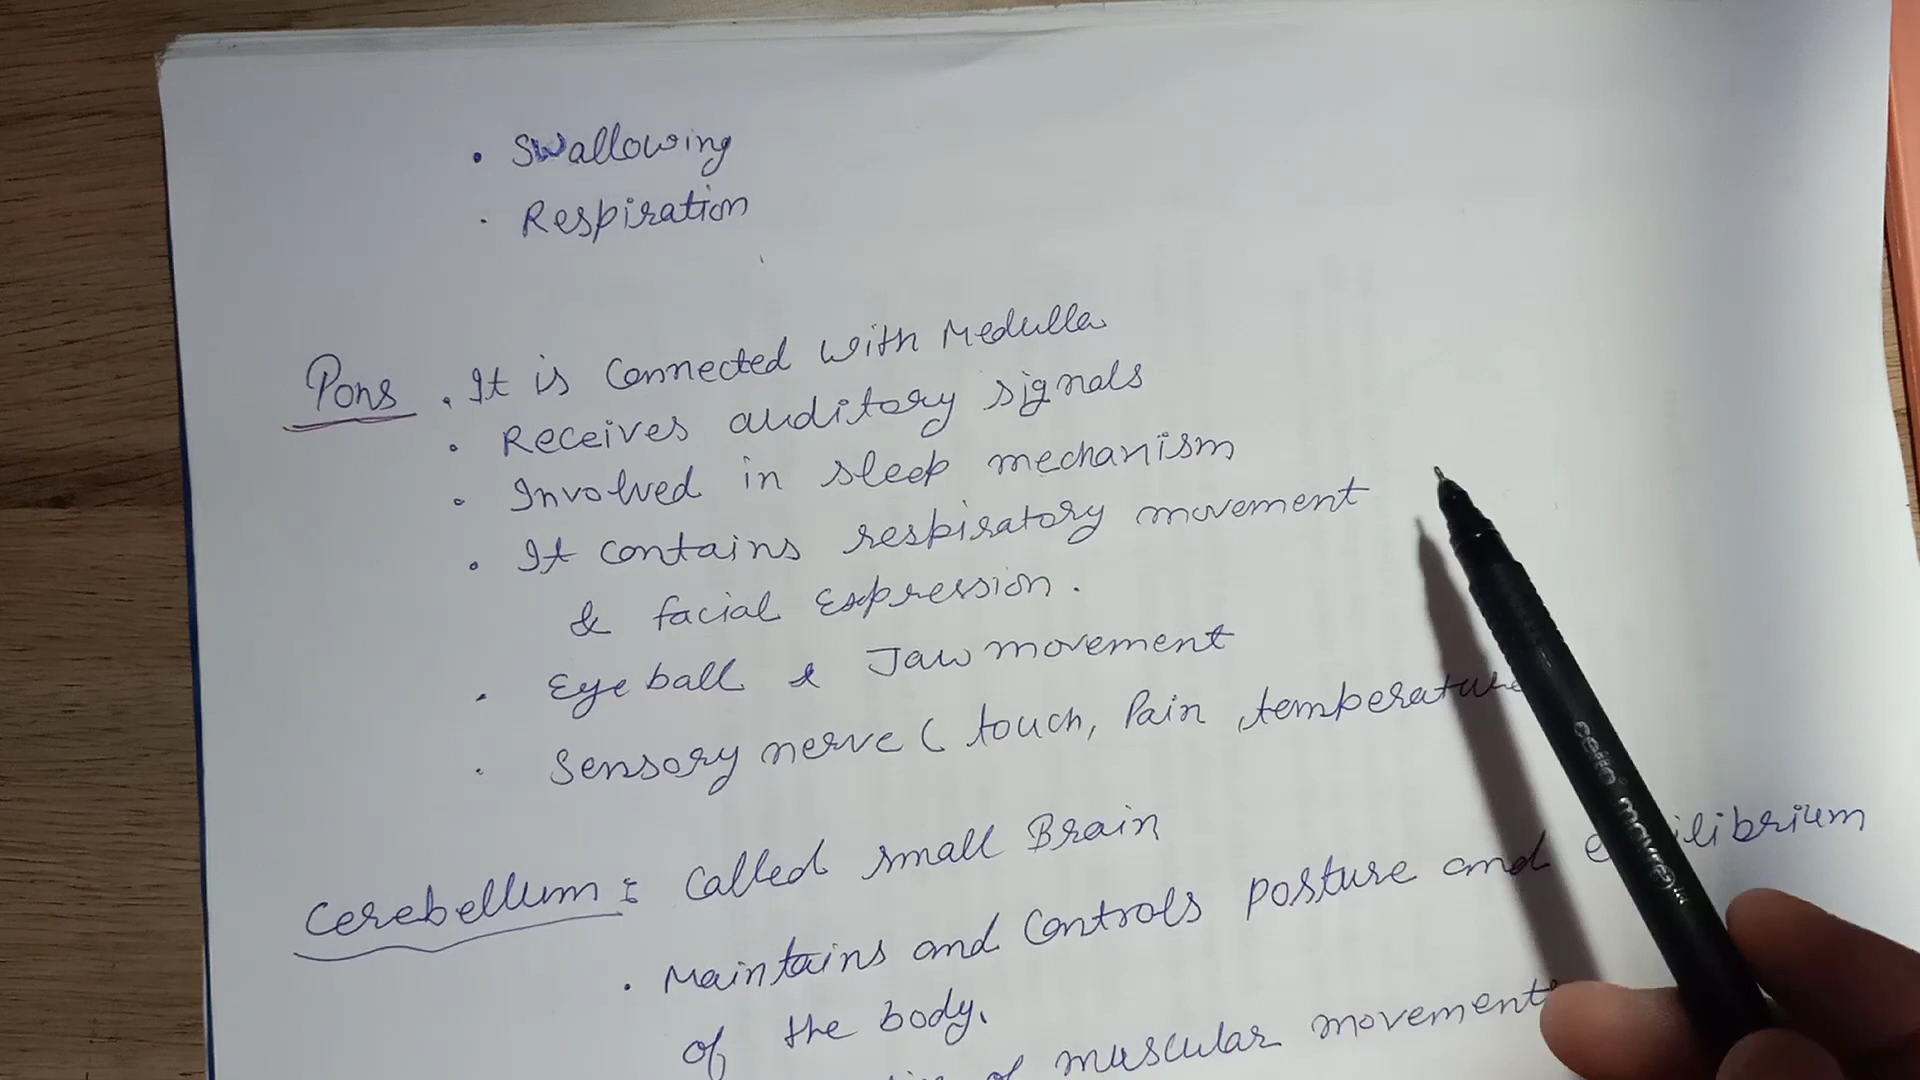 • Swallowing
• Respiration
Pons • It is Connected with Medulla
• Receives auditory signals
• Involved in sleep mechanism
• It contains respiratory movement
& facial Expression.
• Eye ball & Jaw movement
• Sensory nerve ( touch, Pain, temperature
Cerebellum: Called small Brain
• Maintains and Controls posture and
of the body.
of muscular movement
cello